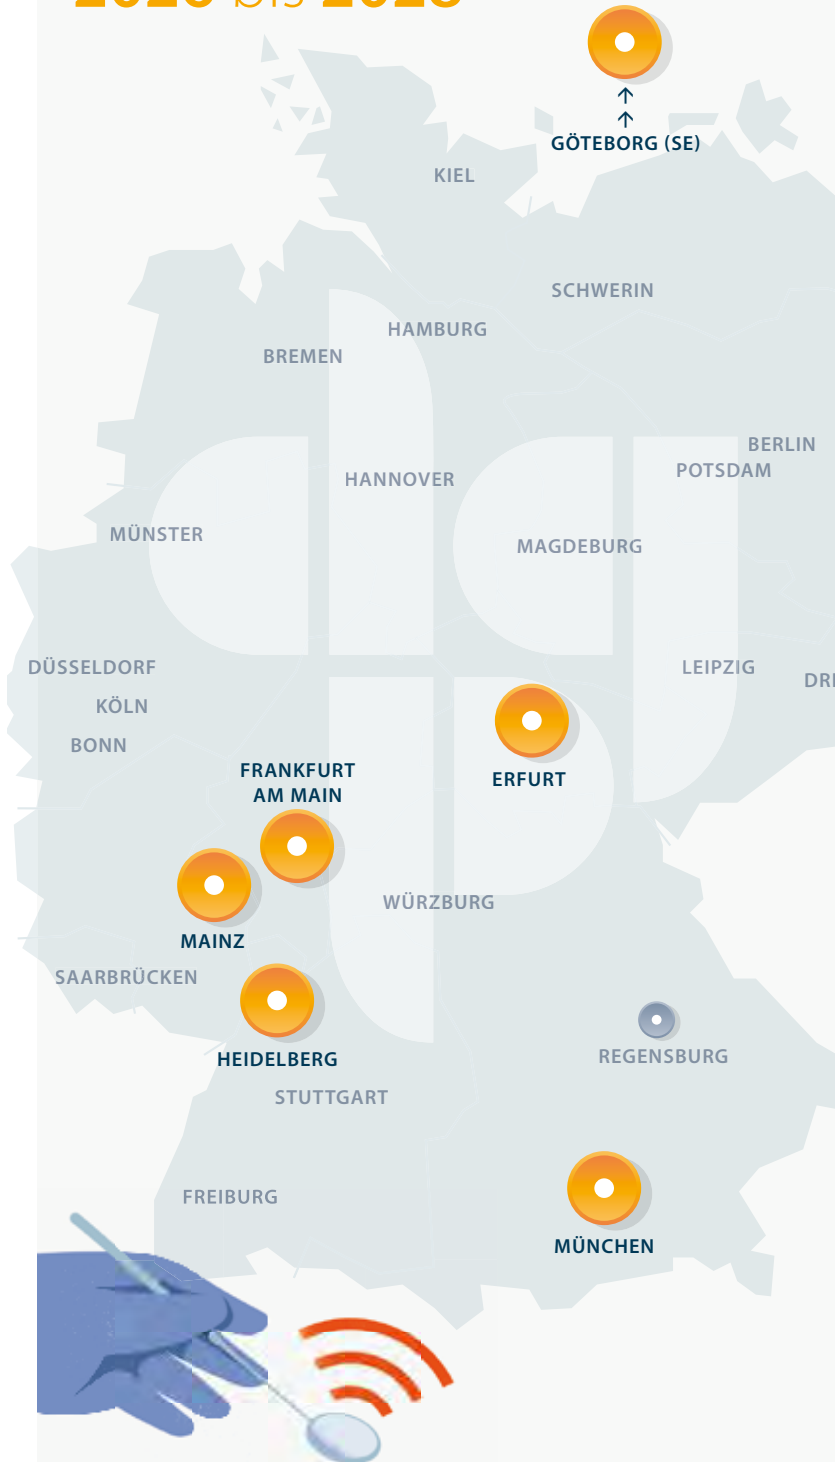 GÖTEBORG (SE)
KIEL
SCHWERIN
HAMBURG
BREMEN
BERLIN
POTSDAM
HANNOVER
MÜNSTER
MAGDEBURG
DÜSSELDORF
LEIPZIG
KÖLN
BONN
FRANKFURT
AM MAIN
ERFURT
WÜRZBURG
MAINZ
SAARBRÜCKEN
HEIDELBERG
REGENSBURG
STUTTGART
FREIBURG
MÜNCHEN